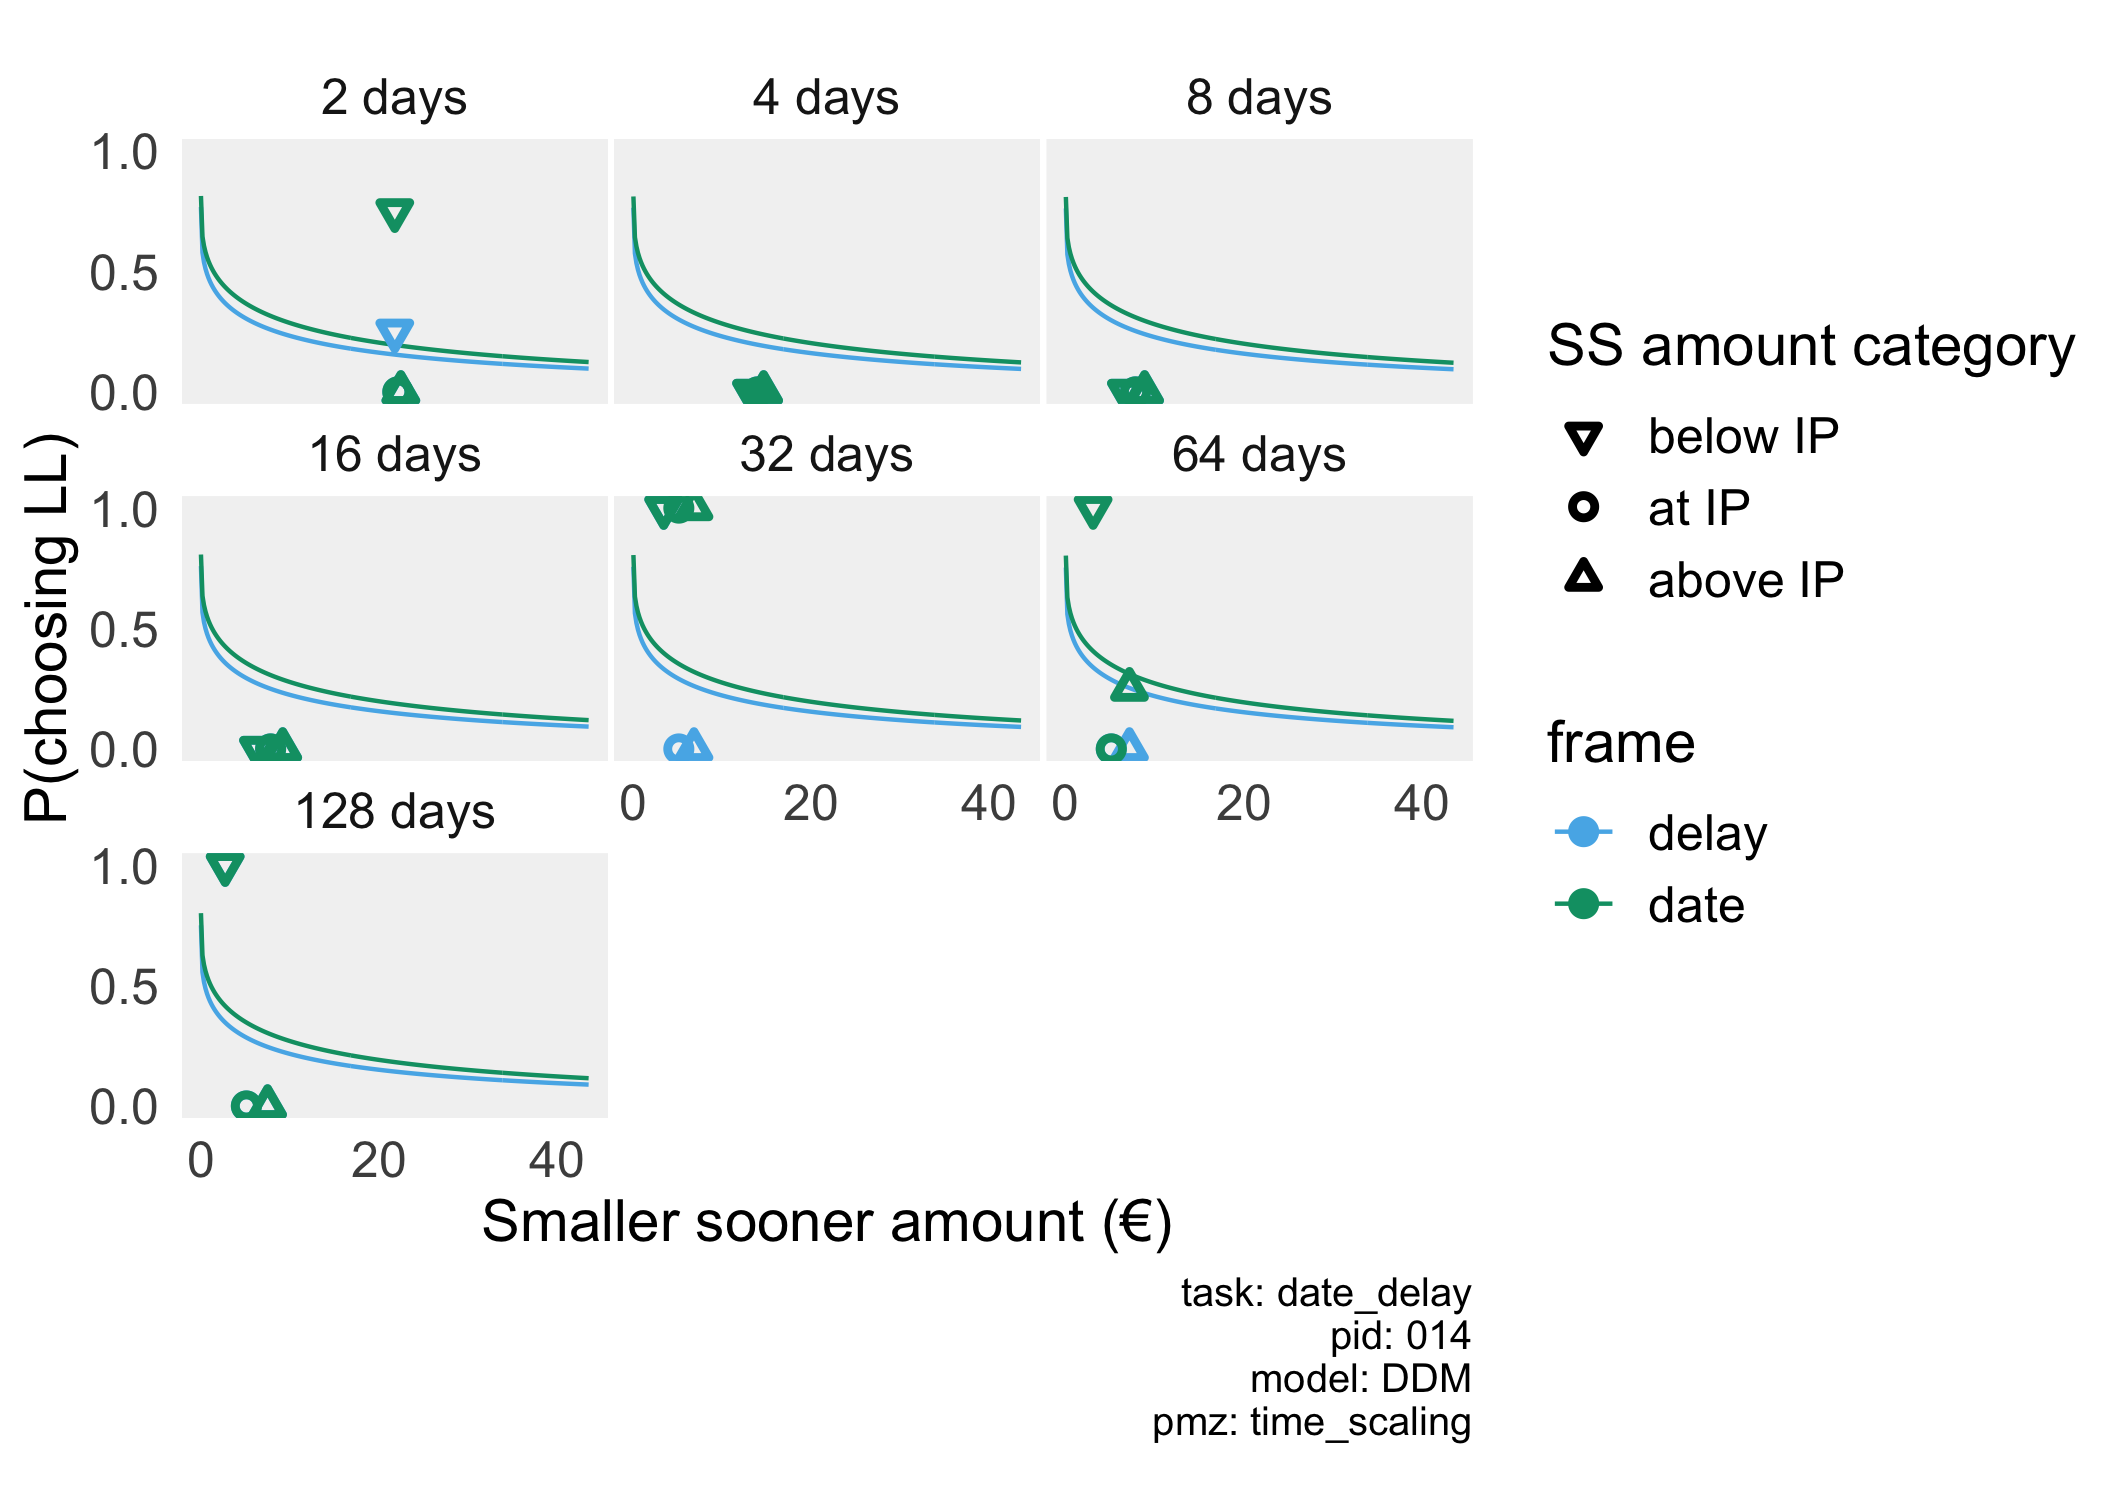 2 days
4 days
8 days
1.0
0.5
0.0
16 days
32 days
64 days
1.0
0.5
0.0
0 20 40
0 20 40
128 days
1.0
0.5
0.0
0 20 40
P(choosing LL)
Smaller sooner amount (€)
SS amount category
below IP
at IP
above IP
frame
delay
date
task: date_delay
pid: 014
model: DDM
pmz: time_scaling